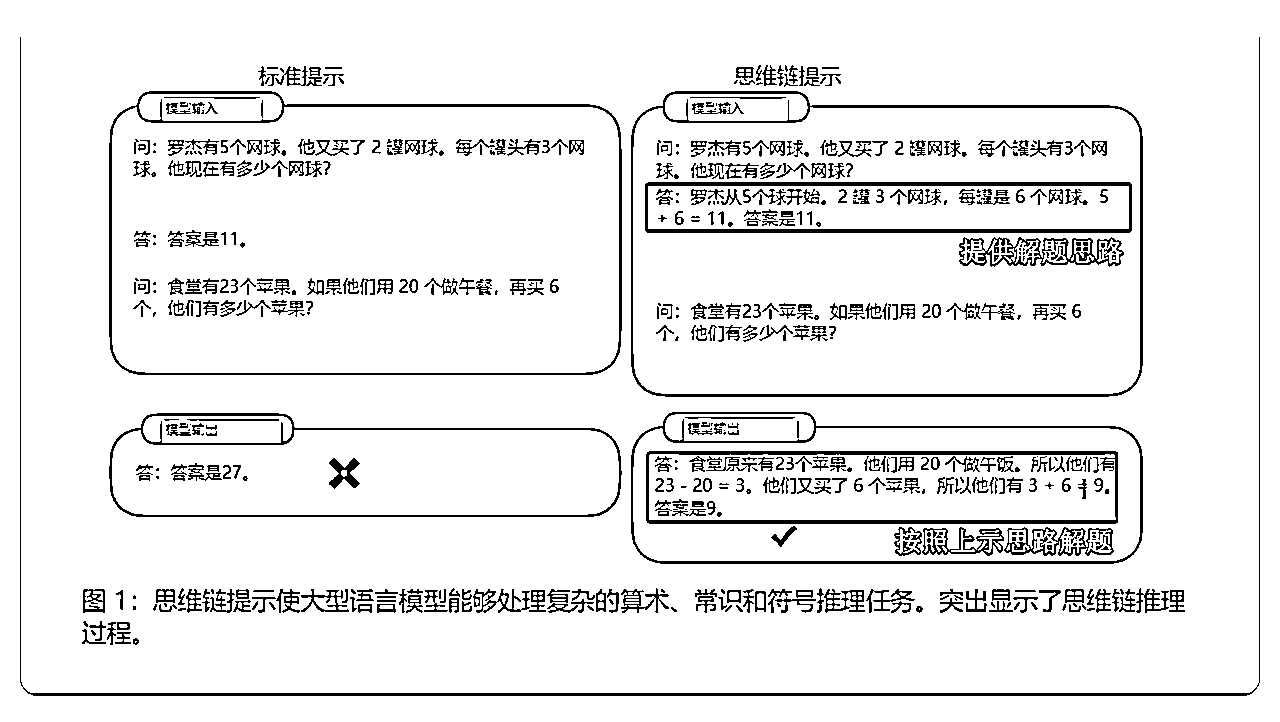 标准提示
模型输入
问：罗杰有5个网球。他又买了 2 罐网球。每个罐头有3个网
球。他现在有多少个网球？
答：答案是11。
问：食堂有23个苹果。如果他们用 20 个做午餐，再买 6
个，他们有多少个苹果？
模型输出
答：答案是27。
思维链提示
模型输入
问：罗杰有5个网球。他又买了 2 罐网球。每个罐头有3个网
球。他现在有多少个网球？
答：罗杰从5个球开始。2 罐 3 个网球，每罐是 6 个网球。5
+ 6 = 11。答案是11。
提供解题思路
问：食堂有23个苹果。如果他们用 20 个做午餐，再买 6
个，他们有多少个苹果？
模型输出
答：食堂原来有23个苹果。他们用 20 个做午饭。所以他们有
23 - 20 = 3。他们又买了 6 个苹果，所以他们有 3 + 6 = 9。
答案是9。
按照上示思路解题
图 1：思维链提示使大型语言模型能够处理复杂的算术、常识和符号推理任务。突出显示了思维链推理
过程。